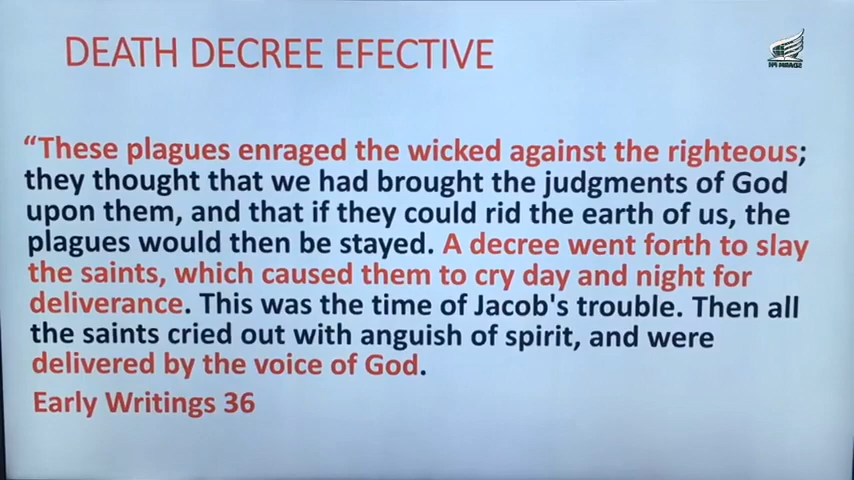 DEATH DECREE EFECTIVE
SDARM PH
“These plagues enraged the wicked against the righteous;
they thought that we had brought the judgments of God
upon them, and that if they could rid the earth of us, the
plagues would then be stayed. A decree went forth to slay
the saints, which caused them to cry day and night for
deliverance. This was the time of Jacob's trouble. Then all
the saints cried out with anguish of spirit, and were
delivered by the voice of God.
Early Writings 36